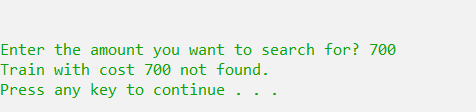 Enter the amount you want to search for? 700
Train with cost 700 not found.
Press any key to continue . . .